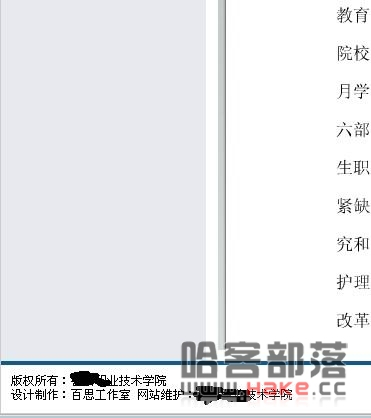 教育
院校
月学
六部
生职
紧缺
究和
护理
改革
哈客部落
www.Hake.cc
版权所有：业技术学院
设计制作：百思工作室 网站维护：技术学院